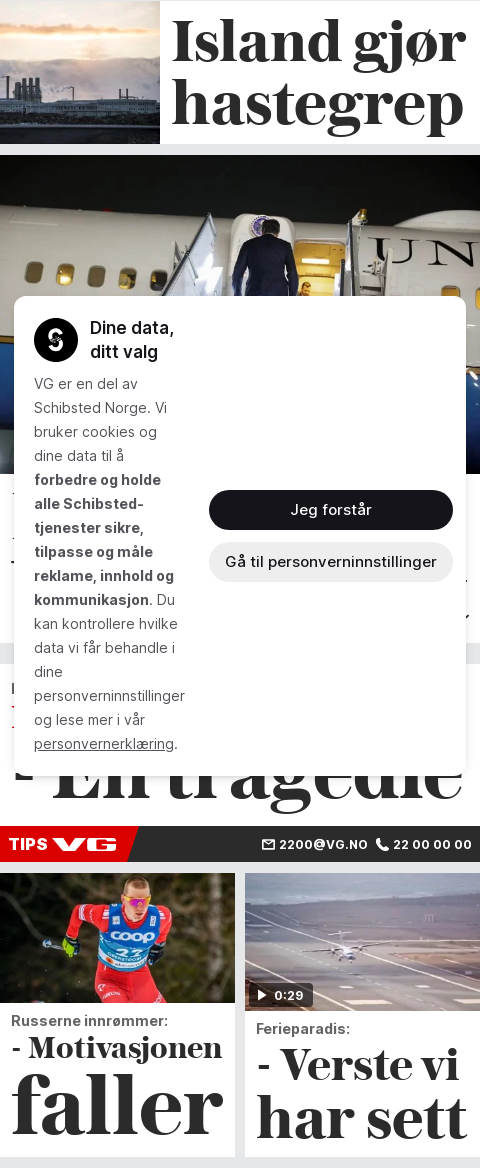 Island gjør
hastegrep
UN
Dine data,
ditt valg
VG er en del av
Schibsted Norge. Vi
bruker cookies og
dine data til å
forbedre og holde
alle Schibsted-
tjenester sikre,
tilpasse og måle
reklame, innhold og
kommunikasjon. Du
kan kontrollere hvilke
data vi får behandle i
dine
personverninnstillinger
og lese mer i vår
personvernerklæring.
Jeg forstår
Gå til personverninnstillinger
- En tragedie
TIPS VG
2200@VG.NO 22 00 00 00
COOP
0:29
Russerne innrømmer:
- Motivasjonen
faller
Ferieparadis:
- Verste vi
har sett